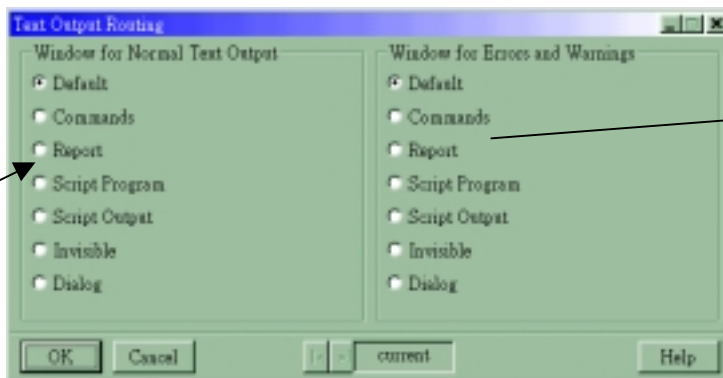 Text Output Routing
Window for Normal Text Output
Default
Commands
Report
Script Program
Script Output
Invisible
Dialog
Window for Errors and Warnings
Default
Commands
Report
Script Program
Script Output
Invisible
Dialog
OK Cancel current Help